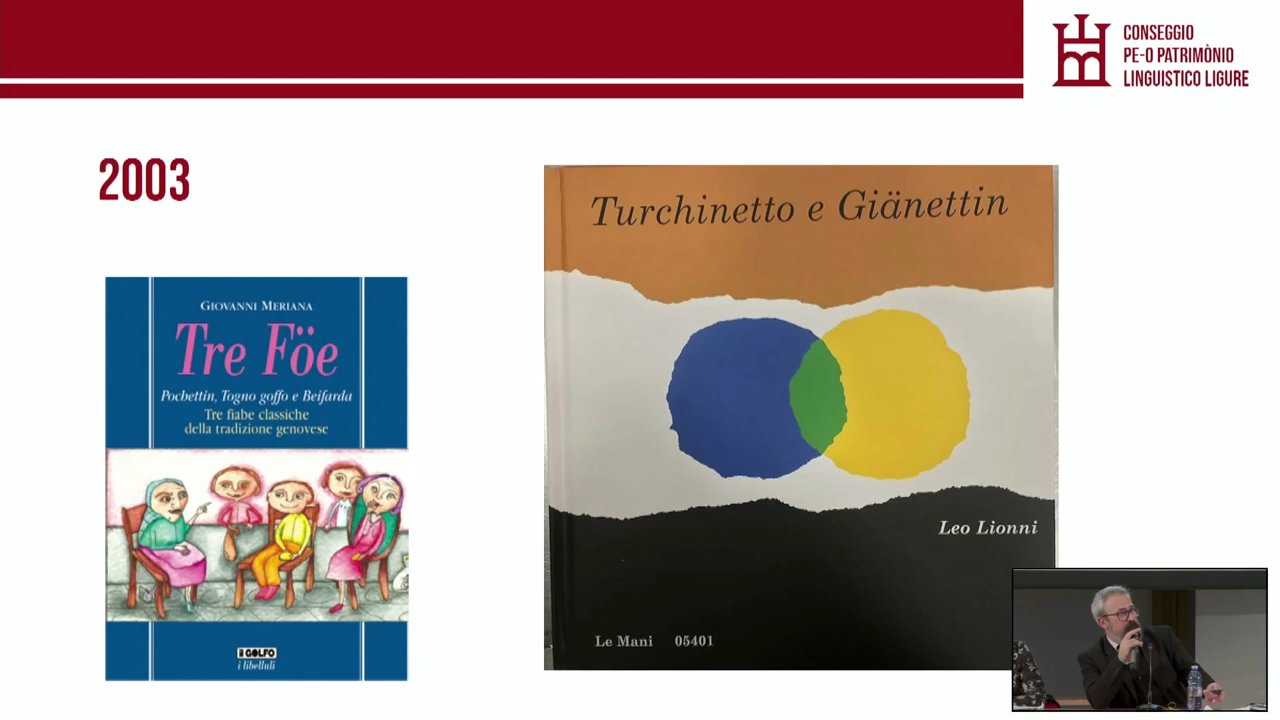 CONSEGGIO
PE-O PATRIMÒNIO
LINGUISTICO LIGURE
2003
GIOVANNI MERIANA
Tre Föe
Pochettin, Togno goffo e Beifarda
Tre fiabe classiche
della tradizione genovese
il GOLFO
i libelluli
Turchinetto e Giänettin
Leo Lionni
Le Mani 05401